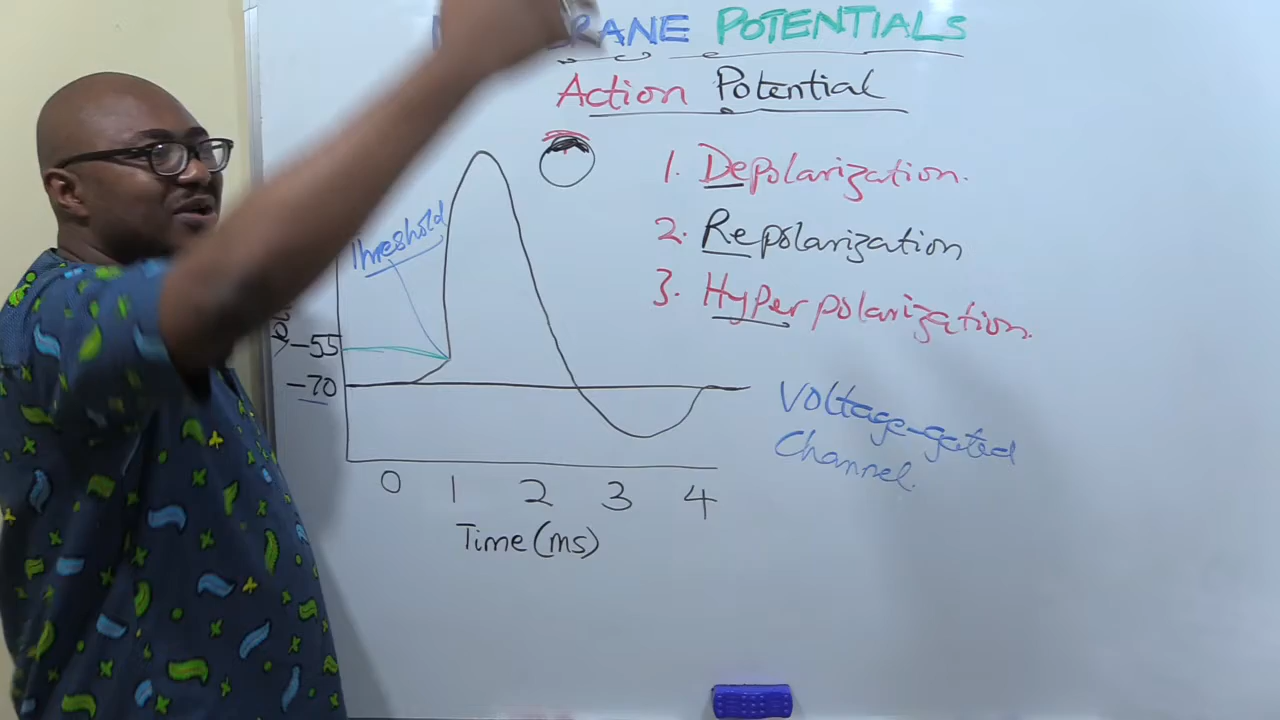 POTENTIALS
Action Potential
1. Depolarization.
2. Repolarization
3. Hyperpolarization.
Threshold
-55
-70
Voltage-gated
Channel.
0 1 2 3 4
Time (ms)